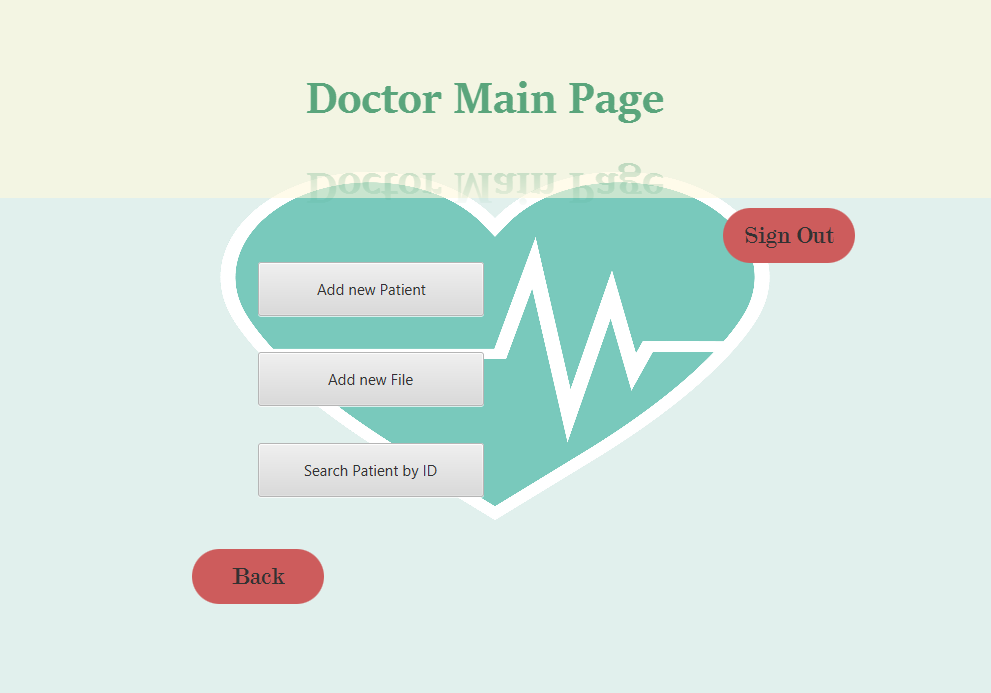 Doctor Main Page
Sign Out
Add new Patient
Add new File
Search Patient by ID
Back